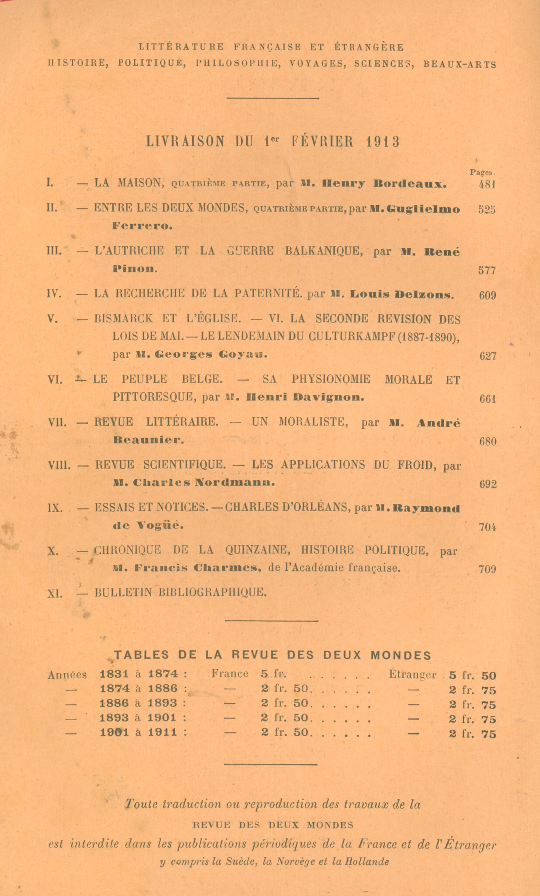 LITTÉRATURE FRANÇAISE ET ÉTRANGÈRE
HISTOIRE, POLITIQUE, PHILOSOPHIE, VOYAGES, SCIENCES, BEAUX-ARTS
LIVRAISON DU 1er FÉVRIER 1913
Pages.
I. — LA MAISON, QUATRIÈME PARTIE, par M. Henry Bordeaux. 481
II. — ENTRE LES DEUX MONDES, QUATRIÈME PARTIE, par M. Guglielmo 525
Ferrero.
III. — L'AUTRICHE ET LA GUERRE BALKANIQUE, par M. René
Pinon. 577
IV. — LA RECHERCHE DE LA PATERNITÉ. par M. Louis Delzons. 609
V. — BISMARCK ET L'ÉGLISE. — VI. LA SECONDE REVISION DES
LOIS DE MAI. — LE LENDEMAIN DU CULTURKAMPF (1887-1890),
par M. Georges Goyau. 627
VI. — LE PEUPLE BELGE. — SA PHYSIONOMIE MORALE ET
PITTORESQUE, par M. Henri Davignon. 661
VII. — REVUE LITTÉRAIRE. — UN MORALISTE, par M. André
Beaunier. 680
VIII. — REVUE SCIENTIFIQUE. — LES APPLICATIONS DU FROID, par
M. Charles Nordmann. 692
IX. — ESSAIS ET NOTICES. — CHARLES D'ORLÉANS, par M. Raymond
de Vogüé. 704
X. — CHRONIQUE DE LA QUINZAINE, HISTOIRE POLITIQUE, par
M. Francis Charmes, de l'Académie française. 709
XI. — BULLETIN BIBLIOGRAPHIQUE.
TABLES DE LA REVUE DES DEUX MONDES
Années 1831 à 1874 : France 5 fr. . . . . . . . Étranger 5 fr. 50
— 1874 à 1886 : — 2 fr. 50. . . . . . — 2 fr. 75
— 1886 à 1893 : — 2 fr. 50. . . . . . — 2 fr. 75
— 1893 à 1901 : — 2 fr. 50. . . . . . — 2 fr. 75
— 1901 à 1911 : — 2 fr. 50. . . . . . — 2 fr. 75
Toute traduction ou reproduction des travaux de la
REVUE DES DEUX MONDES
est interdite dans les publications périodiques de la France et de l'Étranger
y compris la Suède, la Norvège et la Hollande